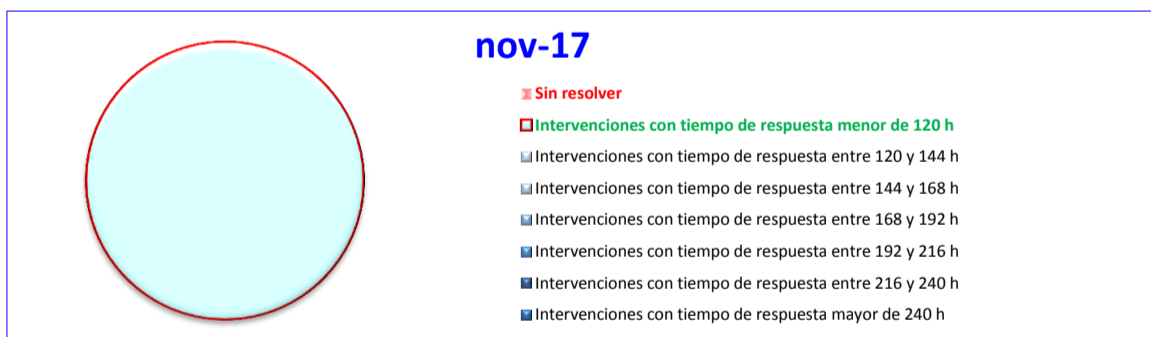 nov-17
Sin resolver
Intervenciones con tiempo de respuesta menor de 120 h
Intervenciones con tiempo de respuesta entre 120 y 144 h
Intervenciones con tiempo de respuesta entre 144 y 168 h
Intervenciones con tiempo de respuesta entre 168 y 192 h
Intervenciones con tiempo de respuesta entre 192 y 216 h
Intervenciones con tiempo de respuesta entre 216 y 240 h
Intervenciones con tiempo de respuesta mayor de 240 h